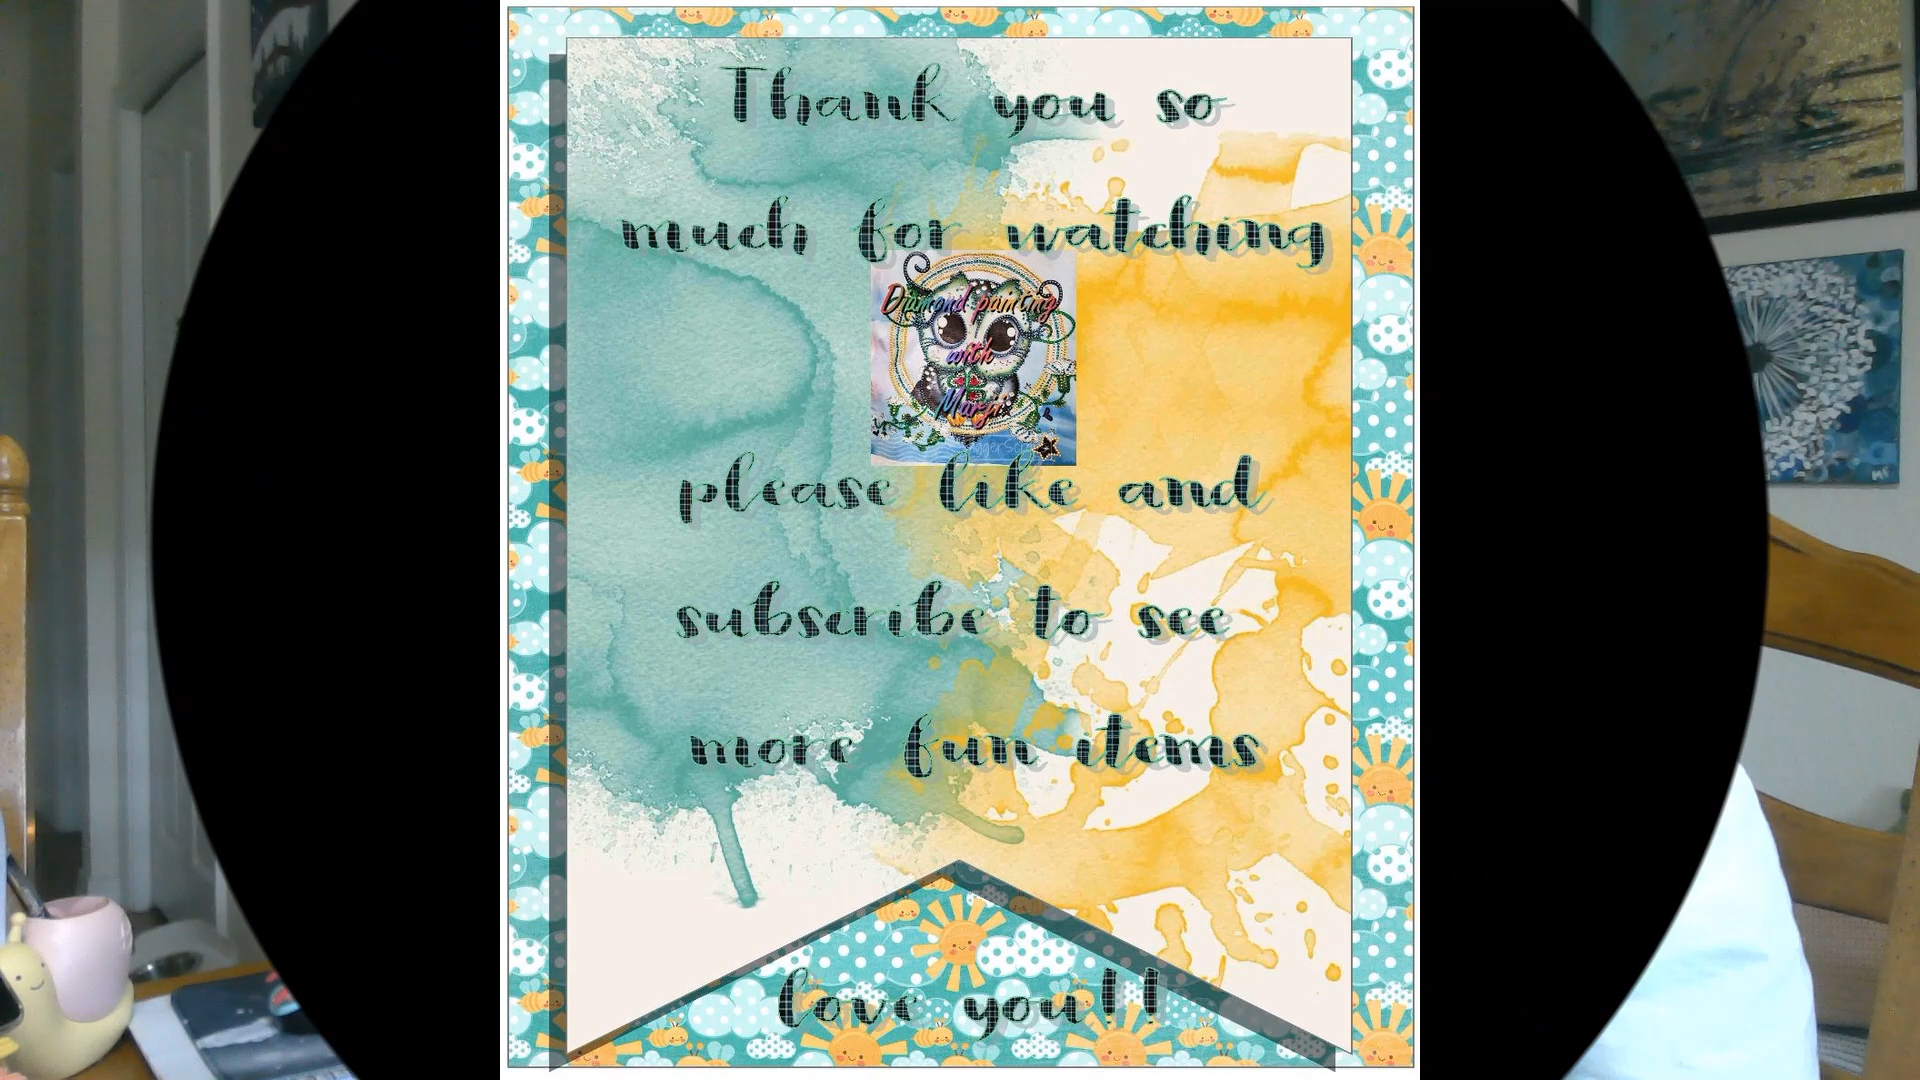 Thank you so
much for watching
Diamond painting
with
Margi
please like and
subscribe to see
more fun items
love you!!